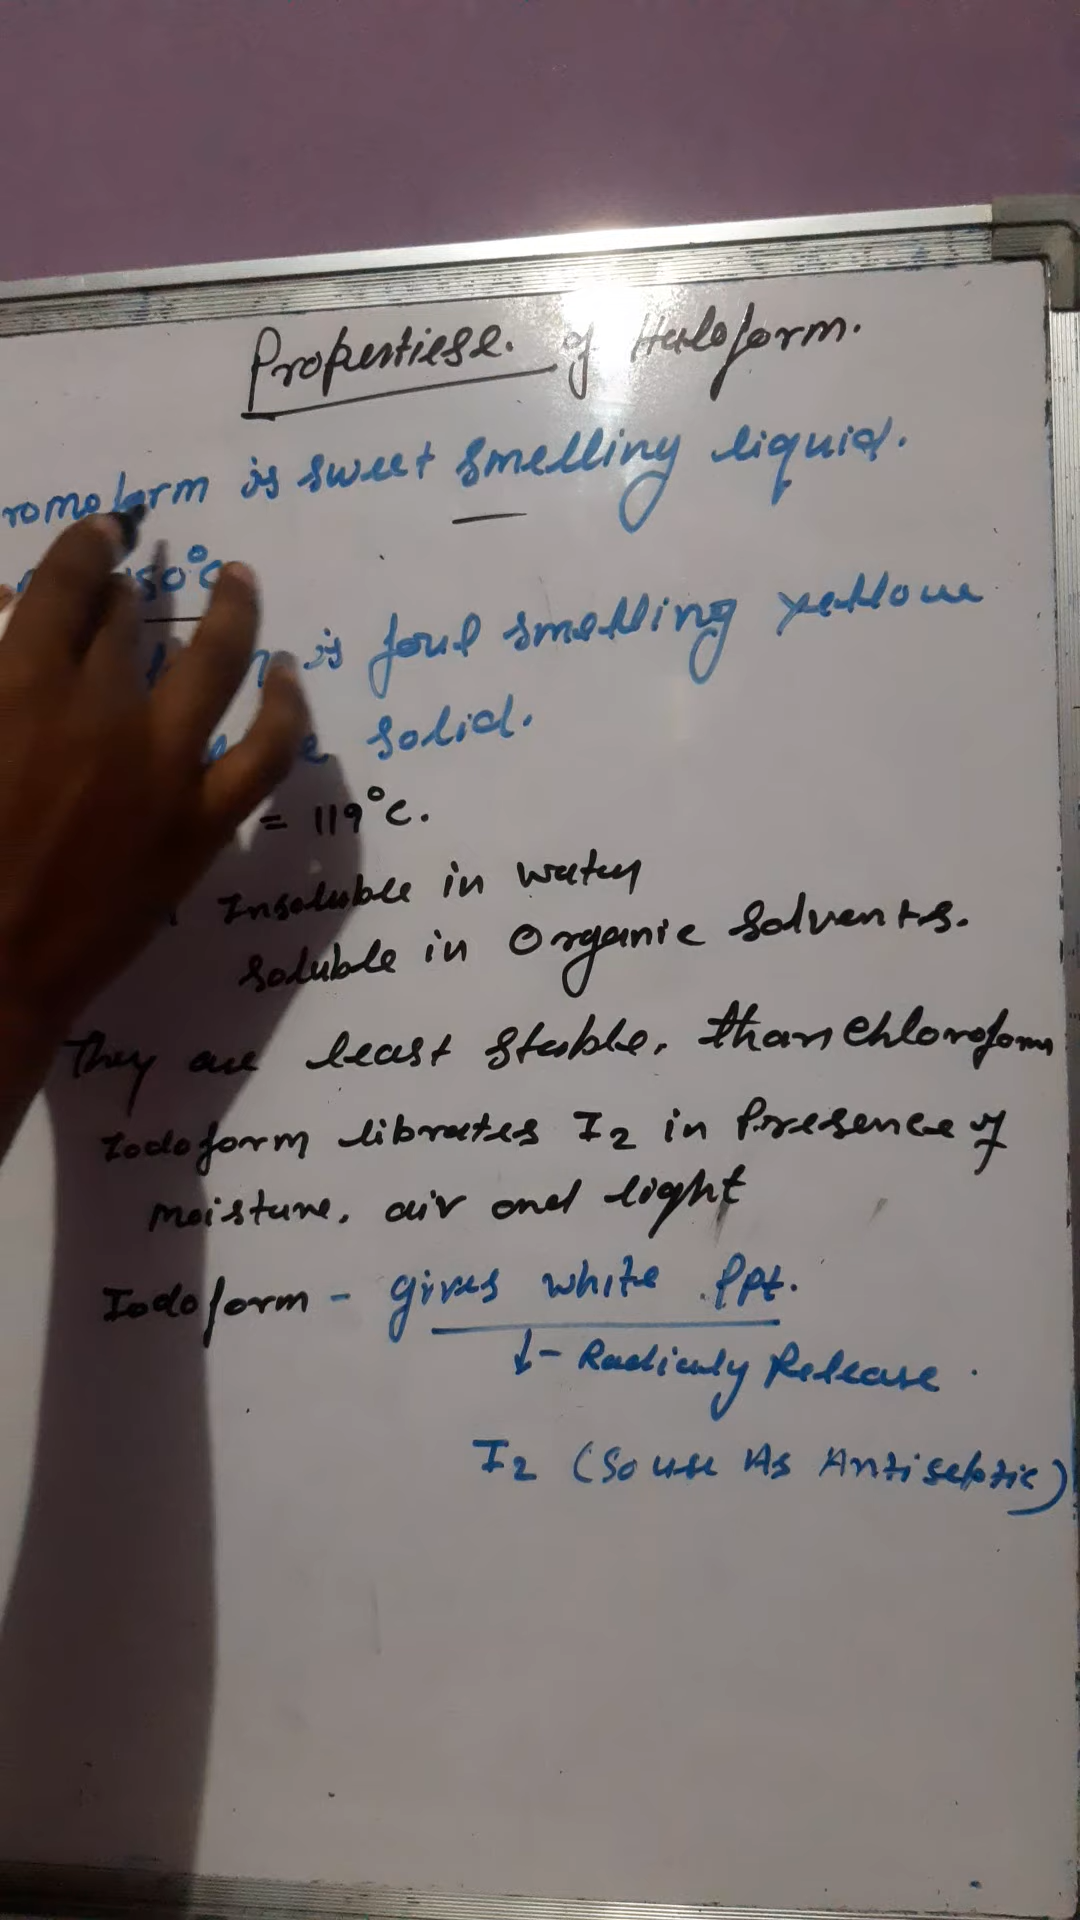 Propertiese. of Haloform.
romoform is sweet smelling liquid.
150°C
is foul smelling yellow
solid.
= 119°C.
Insoluble in water
soluble in Organic solvents.
They are least stable. than Chloroform
Iodoform librates I2 in Presence of
moisture. air and light
Iodoform - gives white ppt.
↓- Radicaly Release
I2 (So use As Antiseptic)